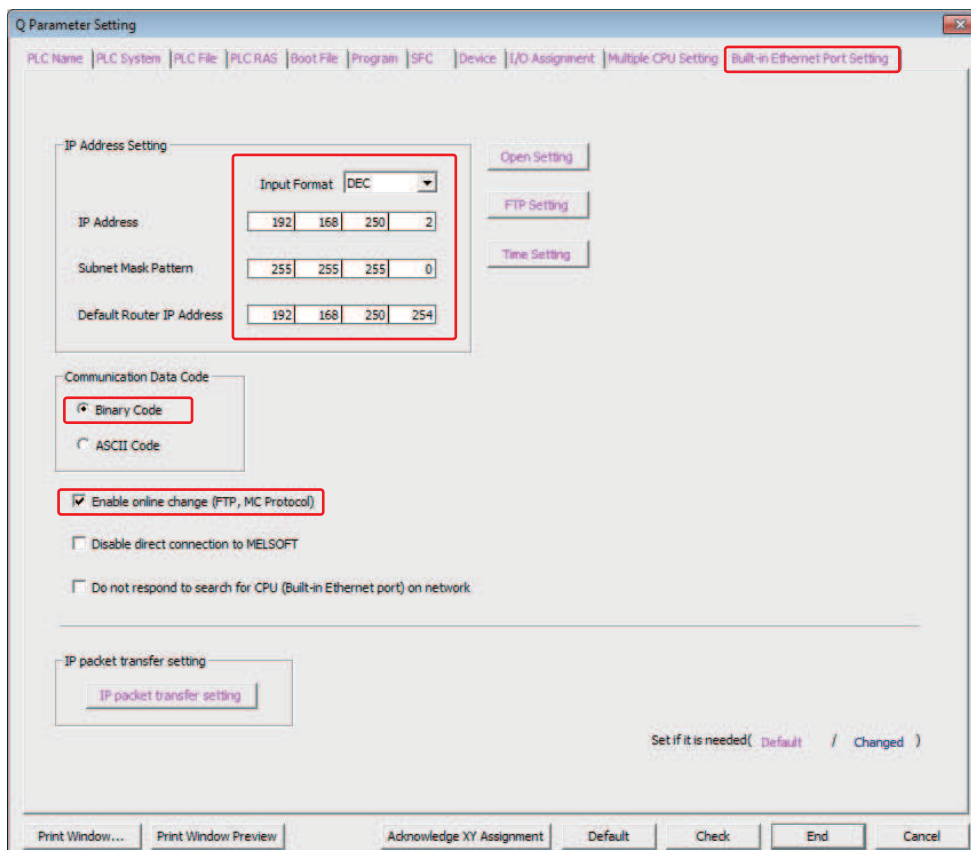 Q Parameter Setting
PLC Name PLC System PLC File PLC RAS Boot File Program SFC Device I/O Assignment Multiple CPU Setting Built-in Ethernet Port Setting
IP Address Setting
Input Format DEC
IP Address 192 168 250 2
Subnet Mask Pattern 255 255 255 0
Default Router IP Address 192 168 250 254
Open Setting
FTP Setting
Time Setting
Communication Data Code
Binary Code
ASCII Code
Enable online change (FTP, MC Protocol)
Disable direct connection to MELSOFT
Do not respond to search for CPU (Built-in Ethernet port) on network
IP packet transfer setting
IP packet transfer setting
Set if it is needed( Default / Changed )
Print Window... Print Window Preview Acknowledge XY Assignment Default Check End Cancel